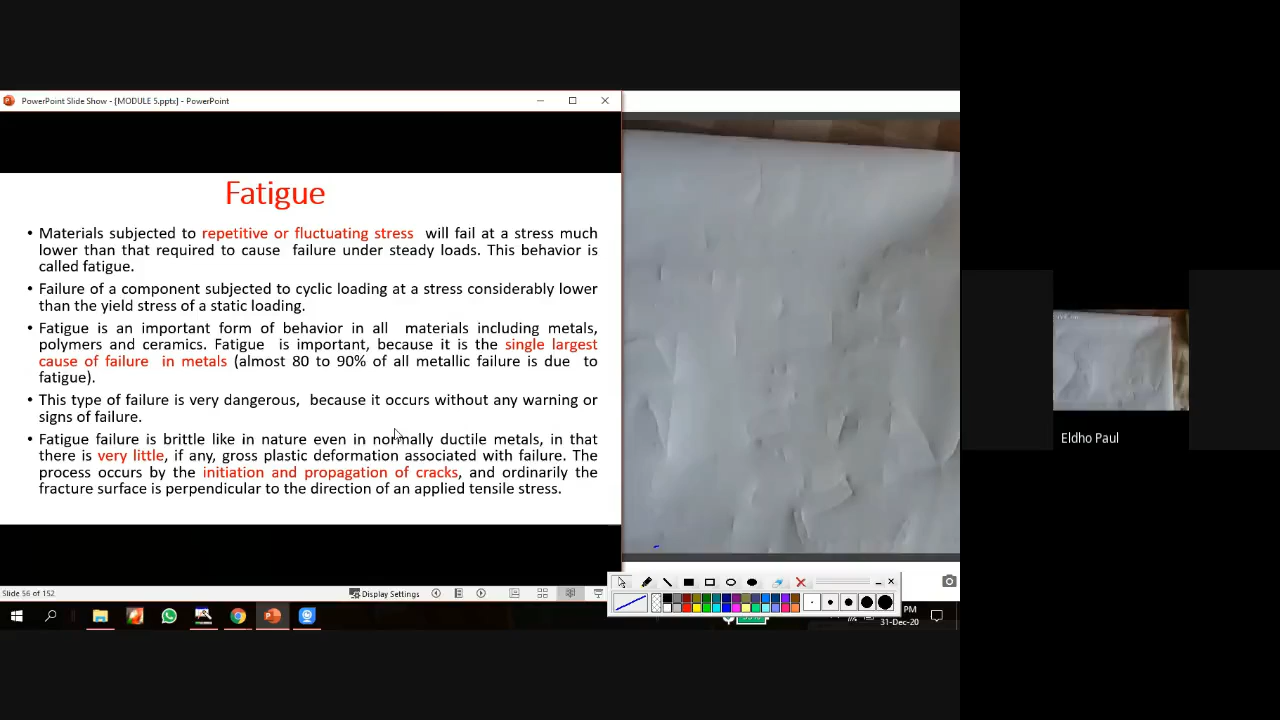 PowerPoint Slide Show - [MODULE 5.pptx] - PowerPoint
Fatigue
• Materials subjected to repetitive or fluctuating stress will fail at a stress much
lower than that required to cause failure under steady loads. This behavior is
called fatigue.
• Failure of a component subjected to cyclic loading at a stress considerably lower
than the yield stress of a static loading.
• Fatigue is an important form of behavior in all materials including metals,
polymers and ceramics. Fatigue is important, because it is the single largest
cause of failure in metals (almost 80 to 90% of all metallic failure is due to
fatigue).
• This type of failure is very dangerous, because it occurs without any warning or
signs of failure.
• Fatigue failure is brittle like in nature even in normally ductile metals, in that
there is very little, if any, gross plastic deformation associated with failure. The
process occurs by the initiation and propagation of cracks, and ordinarily the
fracture surface is perpendicular to the direction of an applied tensile stress.
Eldho Paul
Slide 56 of 152
Display Settings
PM
31-Dec-20